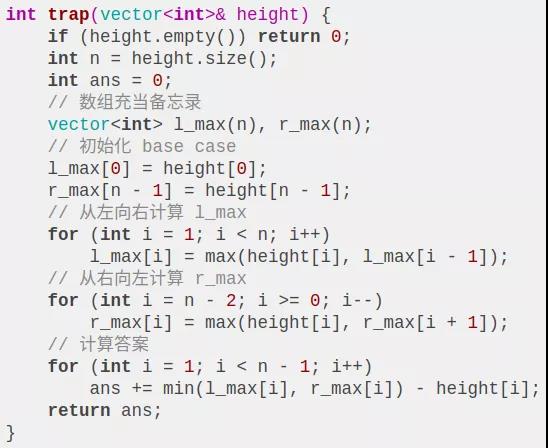 int trap(vector<int>& height) {
    if (height.empty()) return 0;
    int n = height.size();
    int ans = 0;
    // 数组充当备忘录
    vector<int> l_max(n), r_max(n);
    // 初始化 base case
    l_max[0] = height[0];
    r_max[n - 1] = height[n - 1];
    // 从左向右计算 l_max
    for (int i = 1; i < n; i++)
        l_max[i] = max(height[i], l_max[i - 1]);
    // 从右向左计算 r_max
    for (int i = n - 2; i >= 0; i--)
        r_max[i] = max(height[i], r_max[i + 1]);
    // 计算答案
    for (int i = 1; i < n - 1; i++)
        ans += min(l_max[i], r_max[i]) - height[i];
    return ans;
}